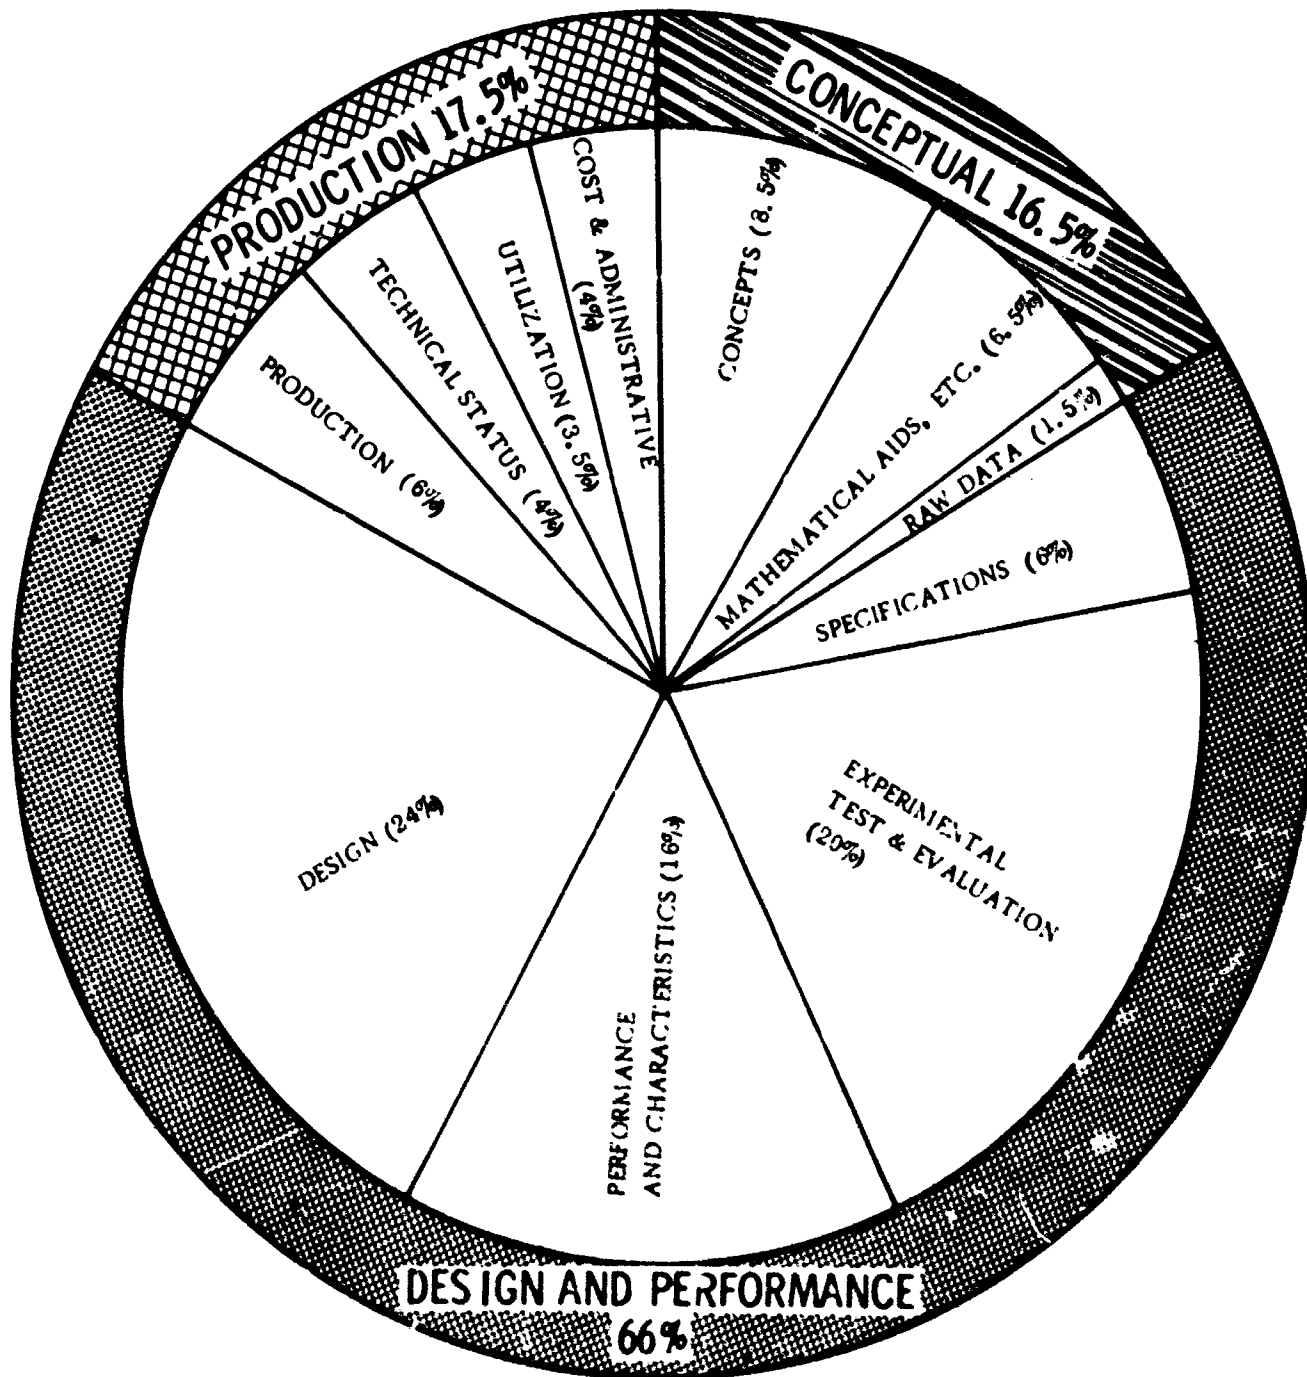 PRODUCTION 17.5%
CONCEPTUAL 16.5%
COST & ADMINISTRATIVE
(4%)
UTILIZATION (3.5%)
TECHNICAL STATUS (4%)
PRODUCTION (6%)
CONCEPTS (8.5%)
MATHEMATICAL AIDS, ETC. (6.5%)
RAW DATA (1.5%)
SPECIFICATIONS (6%)
EXPERIMENTAL
TEST & EVALUATION
(20%)
PERFORMANCE
AND CHARACTERISTICS (16%)
DESIGN (24%)
DESIGN AND PERFORMANCE
66%